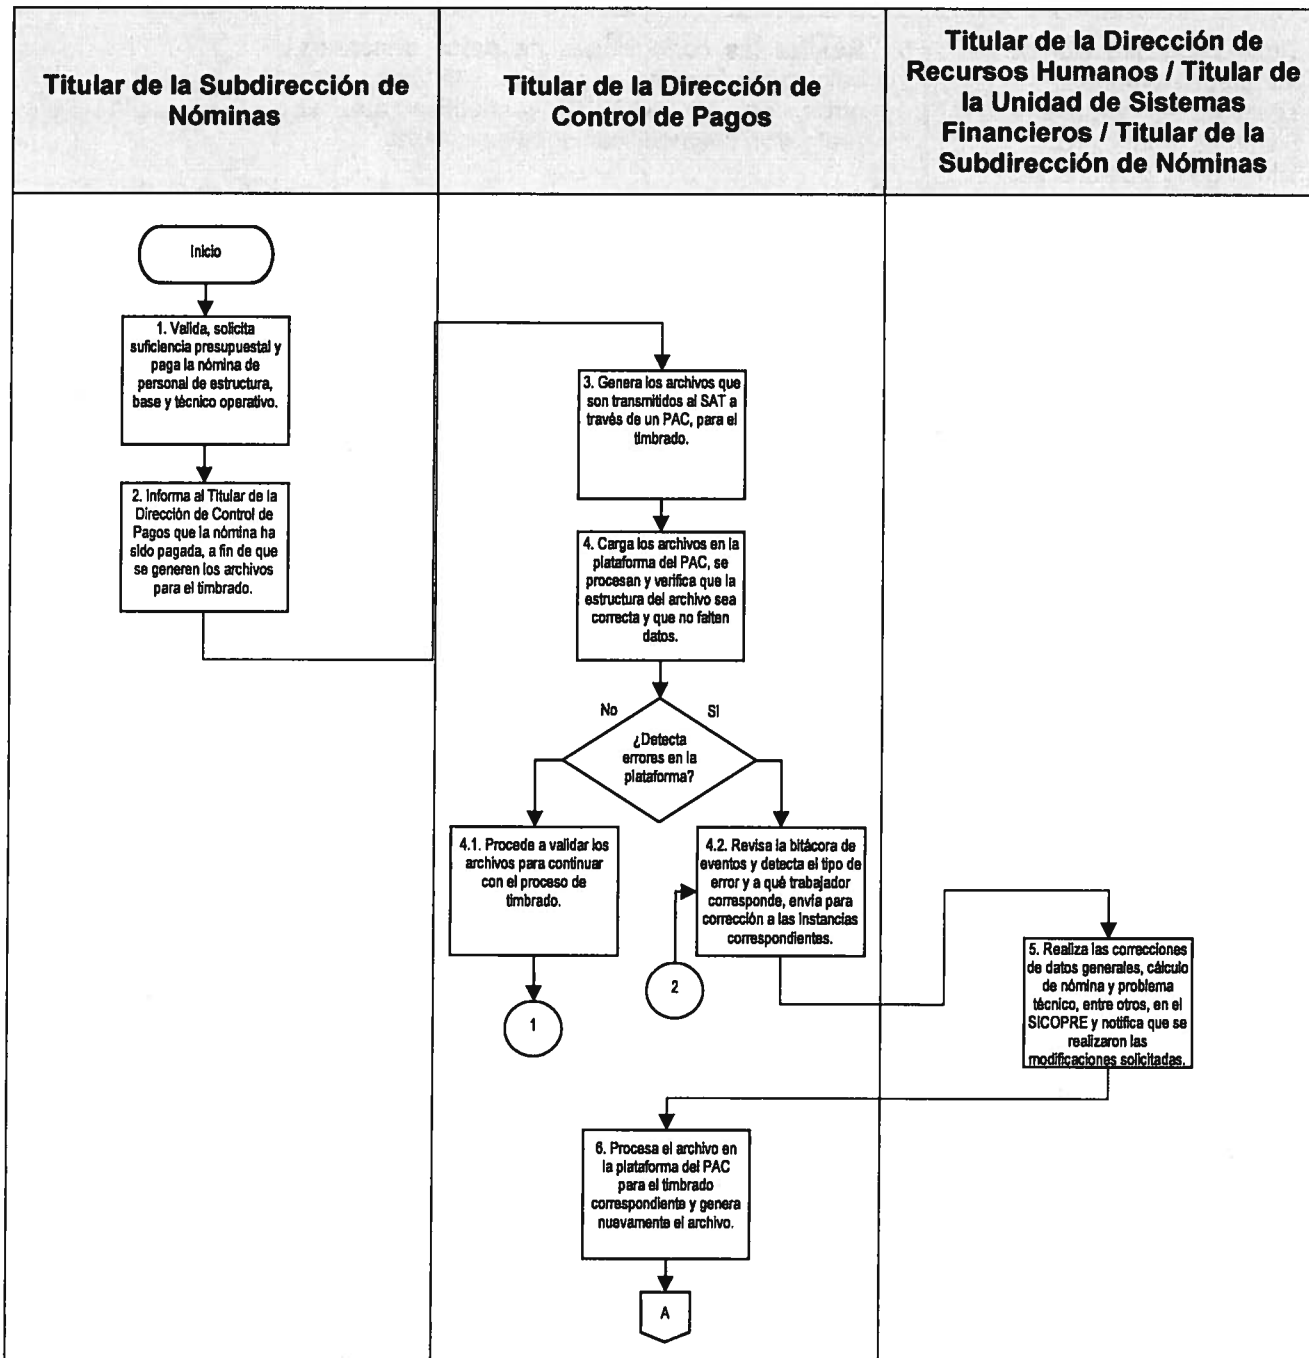 Titular de la Subdirección de
Nóminas
Titular de la Dirección de
Control de Pagos
Titular de la Dirección de
Recursos Humanos / Titular de
la Unidad de Sistemas
Financieros / Titular de la
Subdirección de Nóminas
Inicio
1. Valida, solicita
suficiencia presupuestal y
paga la nómina de
personal de estructura,
base y técnico operativo.
2. Informa al Titular de la
Dirección de Control de
Pagos que la nómina ha
sido pagada, a fin de que
se generen los archivos
para el timbrado.
3. Genera los archivos que
son transmitidos al SAT a
través de un PAC, para el
timbrado.
4. Carga los archivos en la
plataforma del PAC, se
procesan y verifica que la
estructura del archivo sea
correcta y que no falten
datos.
No
Si
¿Detecta
errores en la
plataforma?
4.1. Procede a validar los
archivos para continuar
con el proceso de
timbrado.
4.2. Revisa la bitácora de
eventos y detecta el tipo de
error y a qué trabajador
corresponde, envía para
corrección a las instancias
correspondientes.
1
2
5. Realiza las correcciones
de datos generales, cálculo
de nómina y problema
técnico, entre otros, en el
SICOPRE y notifica que se
realizaron las
modificaciones solicitadas.
6. Procesa el archivo en
la plataforma del PAC
para el timbrado
correspondiente y genera
nuevamente el archivo.
A